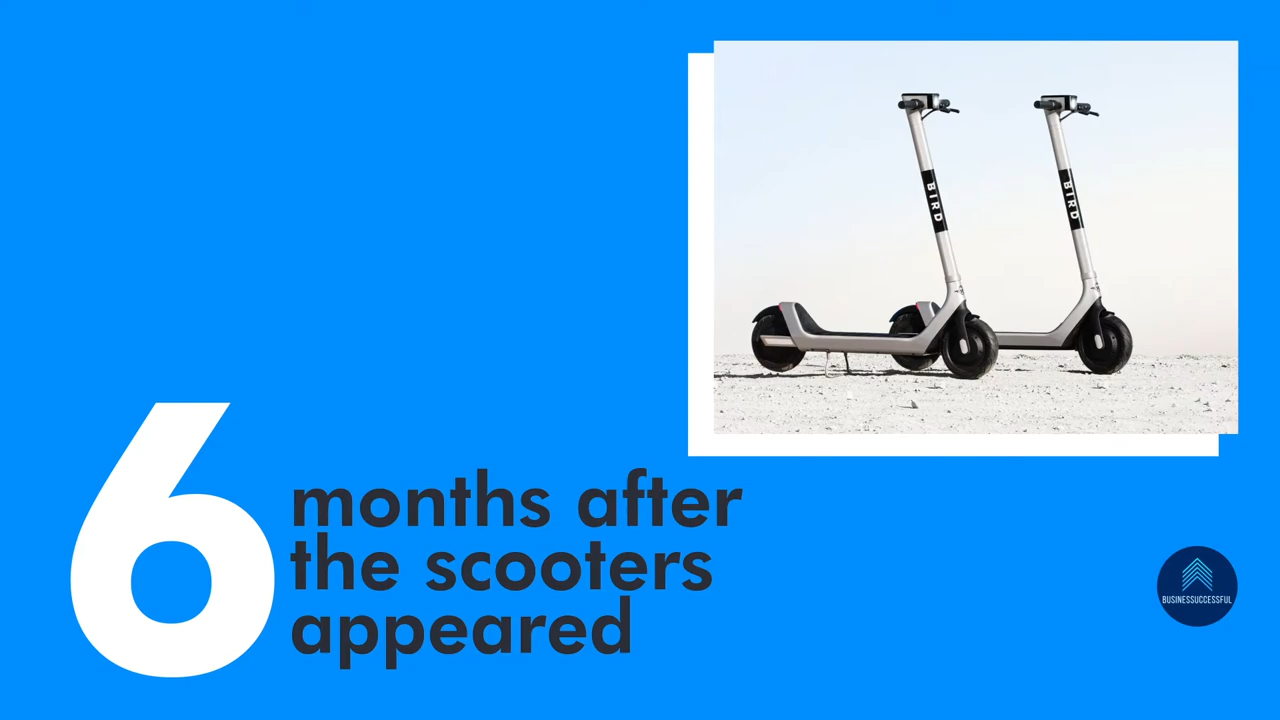 BIRD
BIRD
6
months after
the scooters
appeared
BUSINESSUCCESSFUL